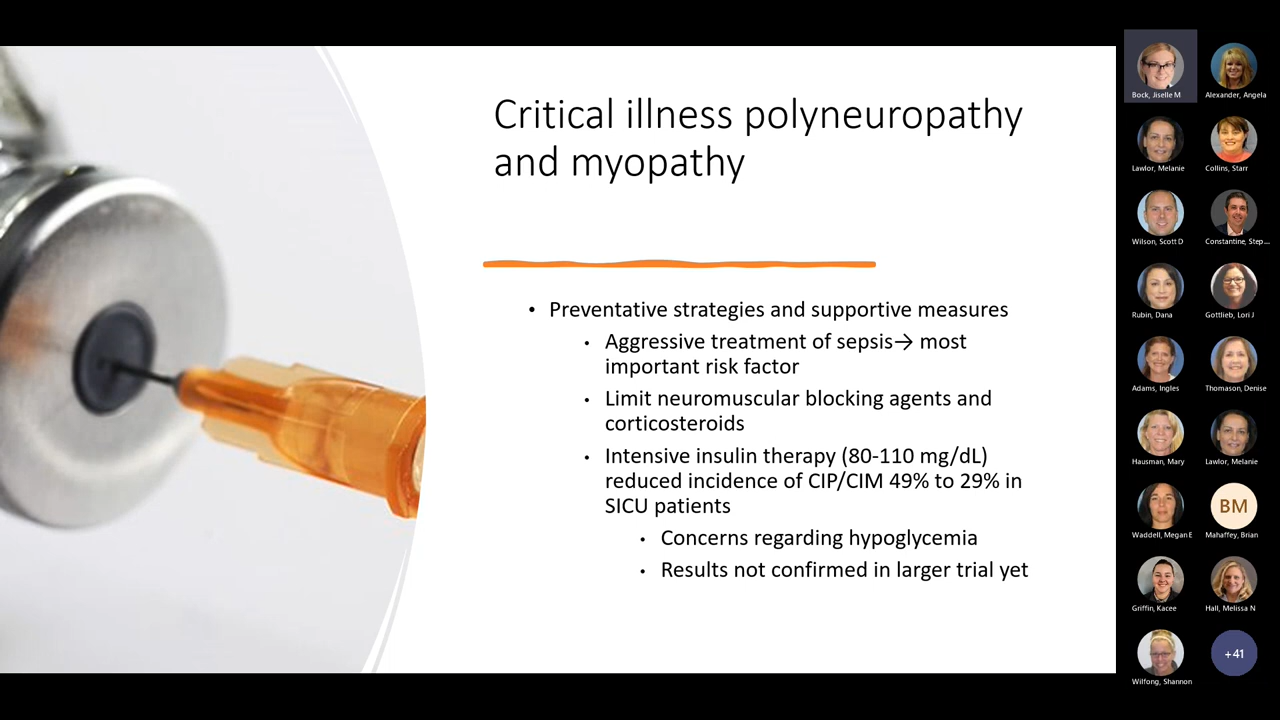 Critical illness polyneuropathy
and myopathy
• Preventative strategies and supportive measures
• Aggressive treatment of sepsis→ most
important risk factor
• Limit neuromuscular blocking agents and
corticosteroids
• Intensive insulin therapy (80-110 mg/dL)
reduced incidence of CIP/CIM 49% to 29% in
SICU patients
• Concerns regarding hypoglycemia
• Results not confirmed in larger trial yet
Bock, Jiselle M
Alexander, Angela
Lawlor, Melanie
Collins, Starr
Wilson, Scott D
Constantine, Step...
Rubin, Dana
Gottlieb, Lori J
Adams, Ingles
Thomason, Denise
Hausman, Mary
Lawlor, Melanie
Waddell, Megan E
BM
Mahaffey, Brian
Griffin, Kacee
Hall, Melissa N
Wilfong, Shannon
+41